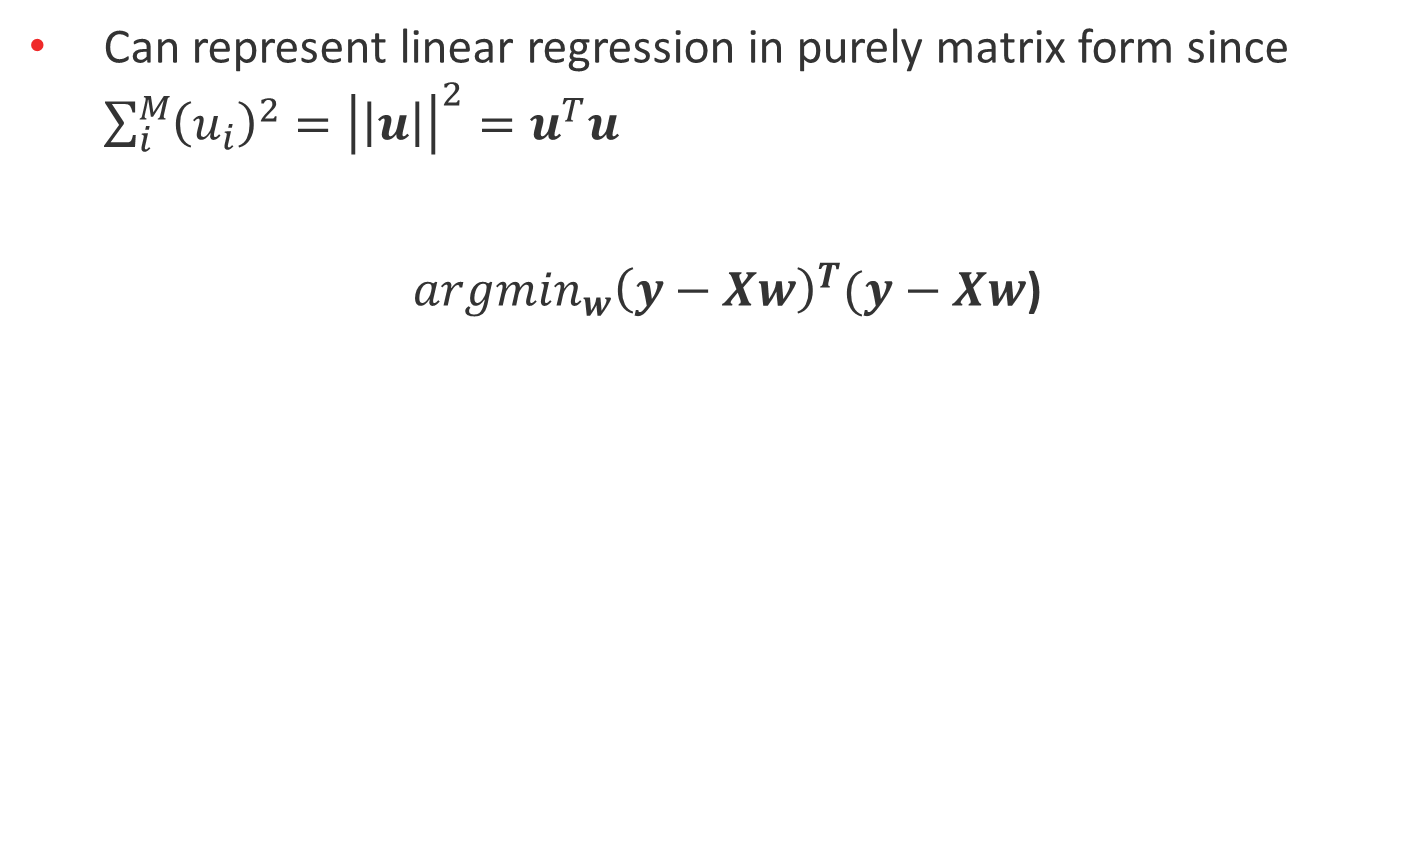 • Can represent linear regression in purely matrix form since
∑ᵢᴹ(uᵢ)² = ||u||² = uᵀu
argmin_w(y − Xw)ᵀ(y − Xw)